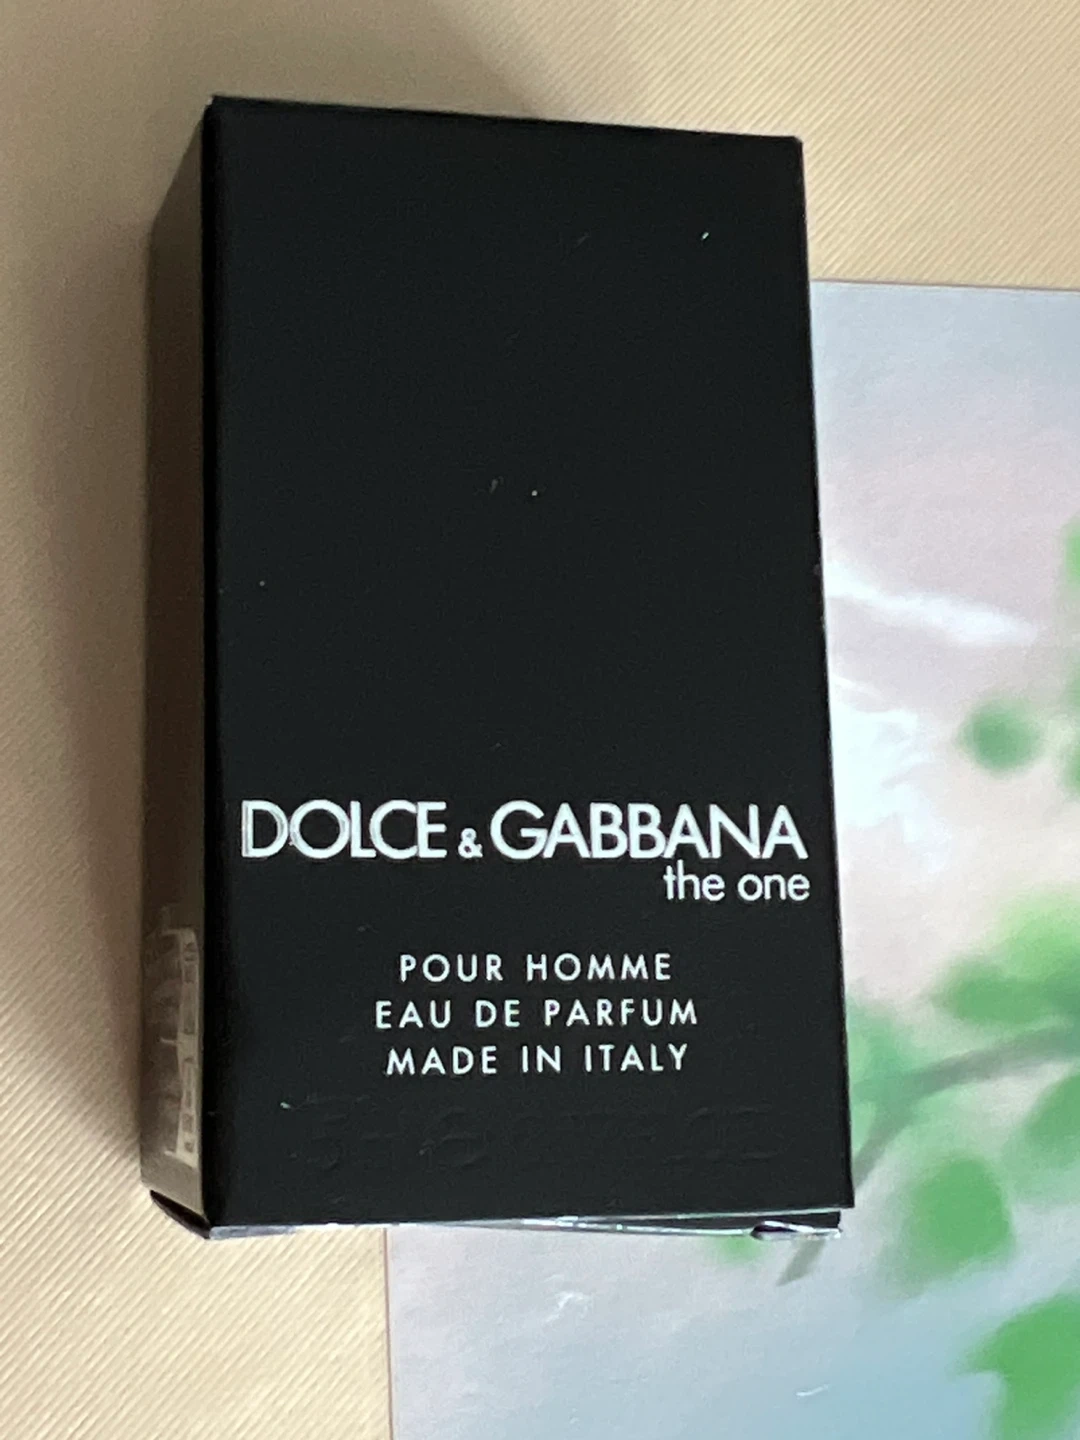 DOLCE & GABBANA
the one
POUR HOMME
EAU DE PARFUM
MADE IN ITALY